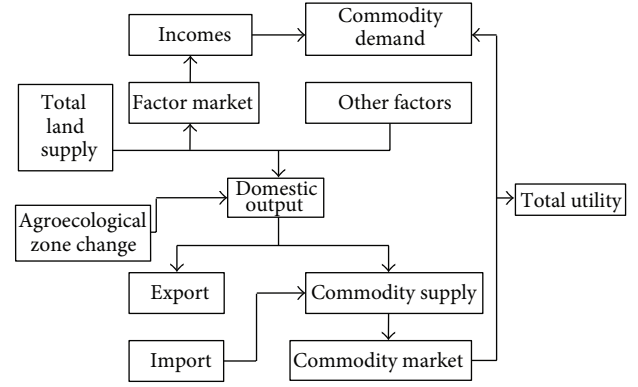 Incomes
Commodity
demand
Total
land
supply
Factor market
Other factors
Domestic
output
Total utility
Agroecological
zone change
Export
Commodity supply
Import
Commodity market